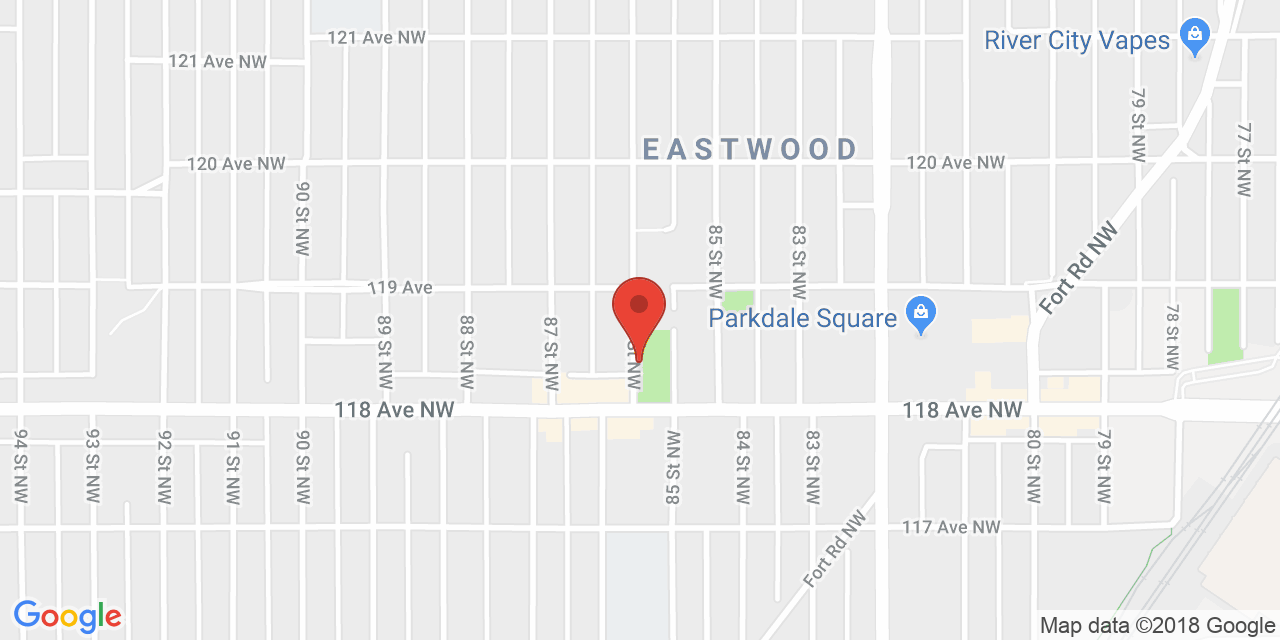 121 Ave NW
River City Vapes
121 Ave NW
79 St NW
77 St NW
EASTWOOD
120 Ave NW
120 Ave NW
90 St NW
85 St NW
83 St NW
Fort Rd NW
119 Ave
Parkdale Square
89 St NW
88 St NW
87 St NW
St NW
78 St NW
118 Ave NW
118 Ave NW
94 St NW
93 St NW
92 St NW
91 St NW
90 St NW
85 St NW
84 St NW
83 St NW
80 St NW
79 St NW
117 Ave NW
Fort Rd NW
Google
Map data ©2018 Google